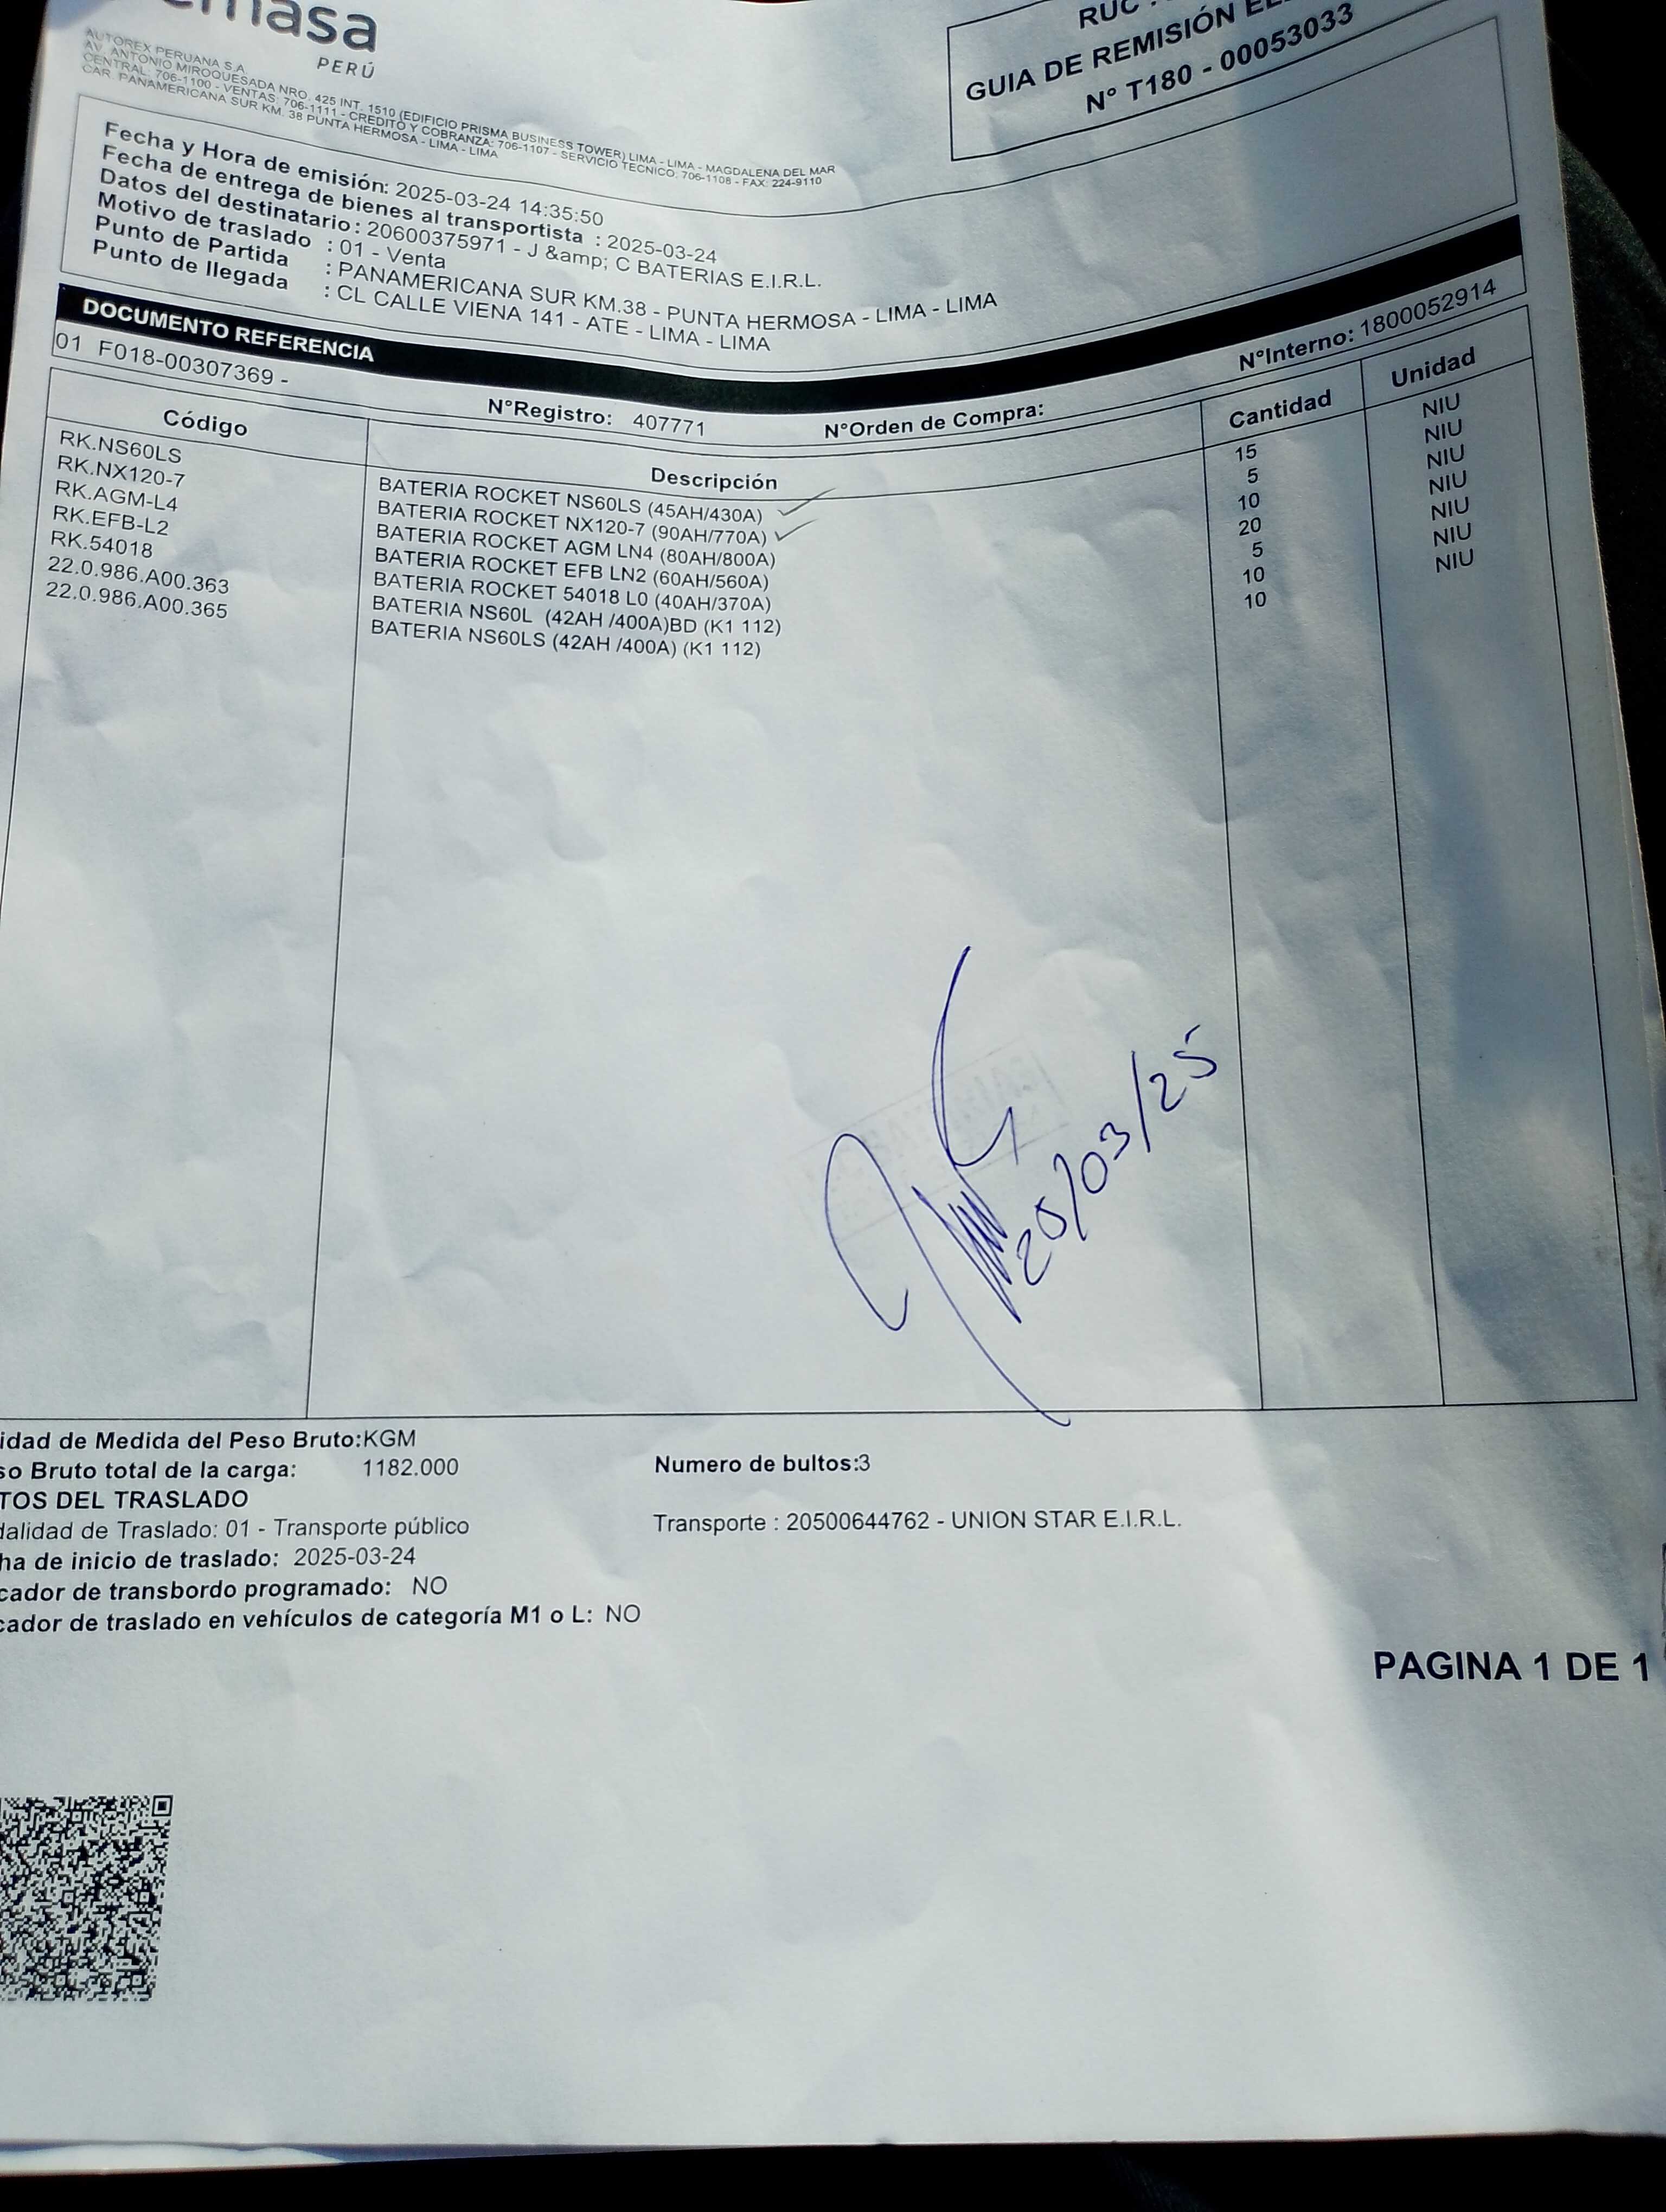 masa
PERÚ
AUTOREX PERUANA S.A.
AV. ANTONIO MIROQUESADA NRO. 425 INT. 1510 (EDIFICIO PRISMA BUSINESS TOWER) LIMA - LIMA - MAGDALENA DEL MAR
CENTRAL: 706-1100 - VENTAS: 706-1111 - CREDITO Y COBRANZA: 706-1107 - SERVICIO TECNICO: 706-1108 - FAX: 224-9110
CAR. PANAMERICANA SUR KM. 38 PUNTA HERMOSA - LIMA - LIMA
RUC
GUIA DE REMISIÓN
N° T180 - 00053033
Fecha y Hora de emisión: 2025-03-24 14:35:50
Fecha de entrega de bienes al transportista : 2025-03-24
Datos del destinatario : 20600375971 - J &amp; C BATERIAS E.I.R.L.
Motivo de traslado : 01 - Venta
Punto de Partida : PANAMERICANA SUR KM.38 - PUNTA HERMOSA - LIMA - LIMA
Punto de llegada : CL CALLE VIENA 141 - ATE - LIMA - LIMA
DOCUMENTO REFERENCIA
01 F018-00307369 - N°Registro: 407771 N°Orden de Compra: N°Interno: 1800052914
Código Descripción Cantidad Unidad
RK.NS60LS BATERIA ROCKET NS60LS (45AH/430A) 15 NIU
RK.NX120-7 BATERIA ROCKET NX120-7 (90AH/770A) 5 NIU
RK.AGM-L4 BATERIA ROCKET AGM LN4 (80AH/800A) 10 NIU
RK.EFB-L2 BATERIA ROCKET EFB LN2 (60AH/560A) 20 NIU
RK.54018 BATERIA ROCKET 54018 L0 (40AH/370A) 5 NIU
22.0.986.A00.363 BATERIA NS60L (42AH /400A)BD (K1 112) 10 NIU
22.0.986.A00.365 BATERIA NS60LS (42AH /400A) (K1 112) 10 NIU
/03/25
idad de Medida del Peso Bruto:KGM
so Bruto total de la carga: 1182.000 Numero de bultos:3
TOS DEL TRASLADO
dalidad de Traslado: 01 - Transporte público Transporte : 20500644762 - UNION STAR E.I.R.L.
ha de inicio de traslado: 2025-03-24
cador de transbordo programado: NO
cador de traslado en vehículos de categoría M1 o L: NO
PAGINA 1 DE 1